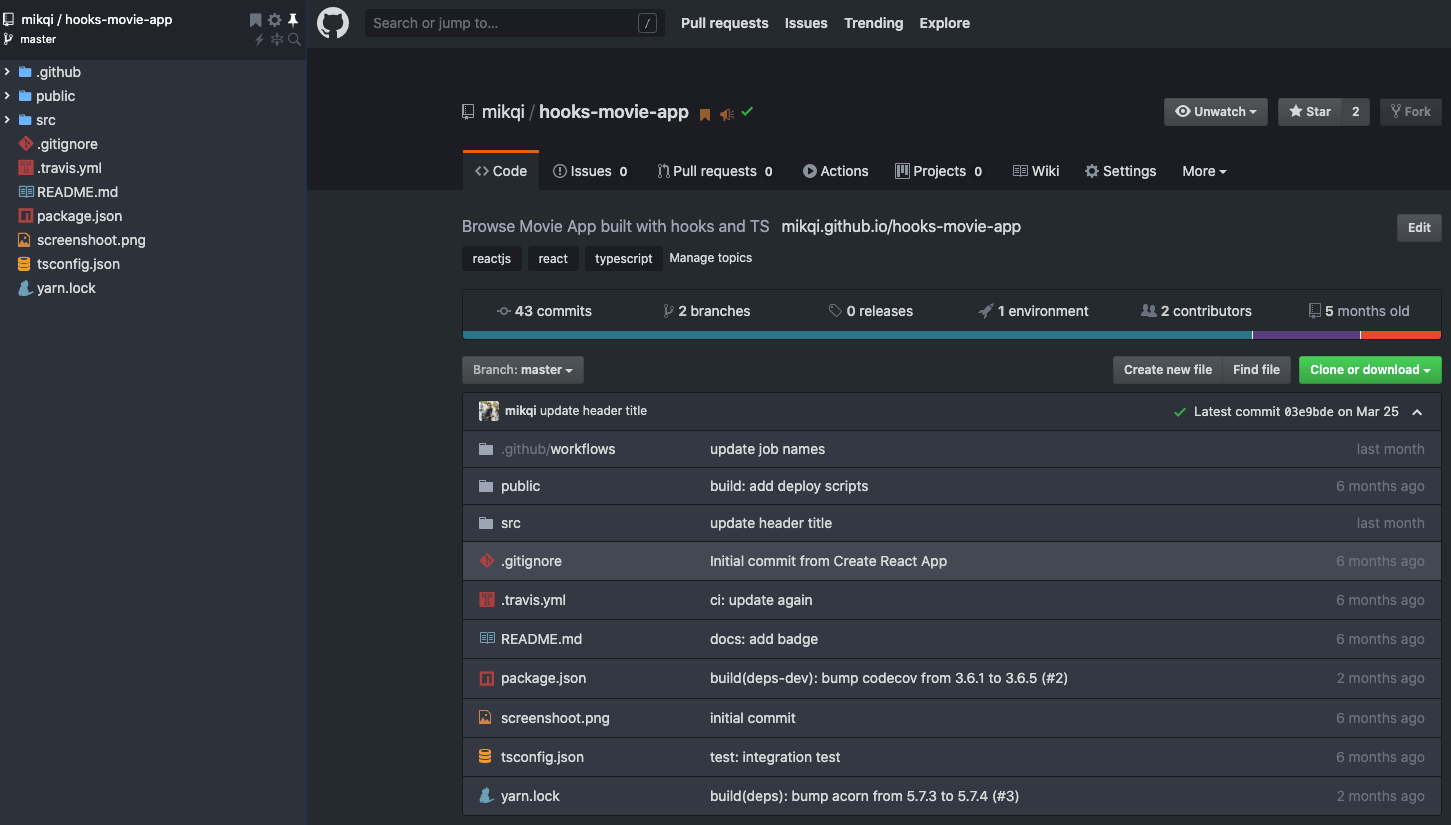 mikqi / hooks-movie-app
master
.github
public
src
.gitignore
.travis.yml
README.md
package.json
screenshoot.png
tsconfig.json
yarn.lock
Search or jump to... /
Pull requests Issues Trending Explore
mikqi / hooks-movie-app
Unwatch Star 2 Fork
Code Issues 0 Pull requests 0 Actions Projects 0 Wiki Settings More
Browse Movie App built with hooks and TS mikqi.github.io/hooks-movie-app
Edit
reactjs react typescript Manage topics
43 commits 2 branches 0 releases 1 environment 2 contributors 5 months old
Branch: master Create new file Find file Clone or download
mikqi update header title Latest commit 03e9bde on Mar 25
.github/workflows update job names last month
public build: add deploy scripts 6 months ago
src update header title last month
.gitignore Initial commit from Create React App 6 months ago
.travis.yml ci: update again 6 months ago
README.md docs: add badge 6 months ago
package.json build(deps-dev): bump codecov from 3.6.1 to 3.6.5 (#2) 2 months ago
screenshoot.png initial commit 6 months ago
tsconfig.json test: integration test 6 months ago
yarn.lock build(deps): bump acorn from 5.7.3 to 5.7.4 (#3) 2 months ago